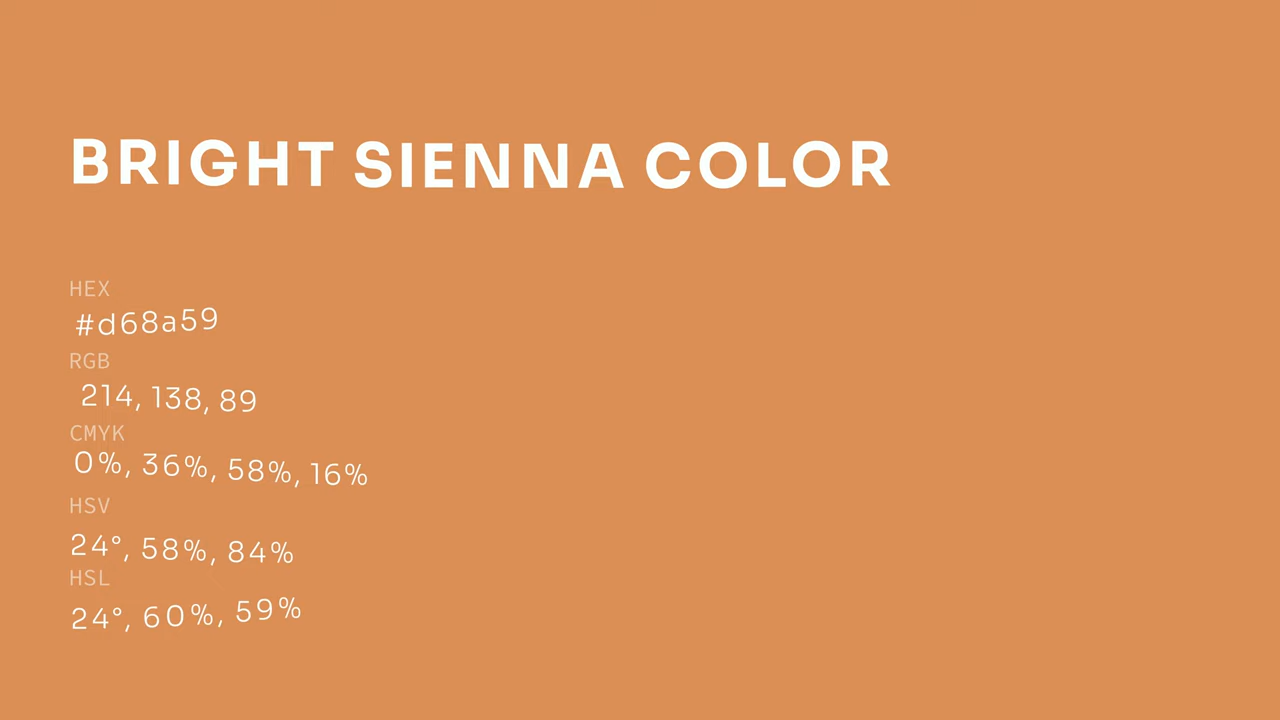 BRIGHT SIENNA COLOR
HEX
#d68a59
RGB
214, 138, 89
CMYK
0%, 36%, 58%, 16%
HSV
24°, 58%, 84%
HSL
24°, 60%, 59%